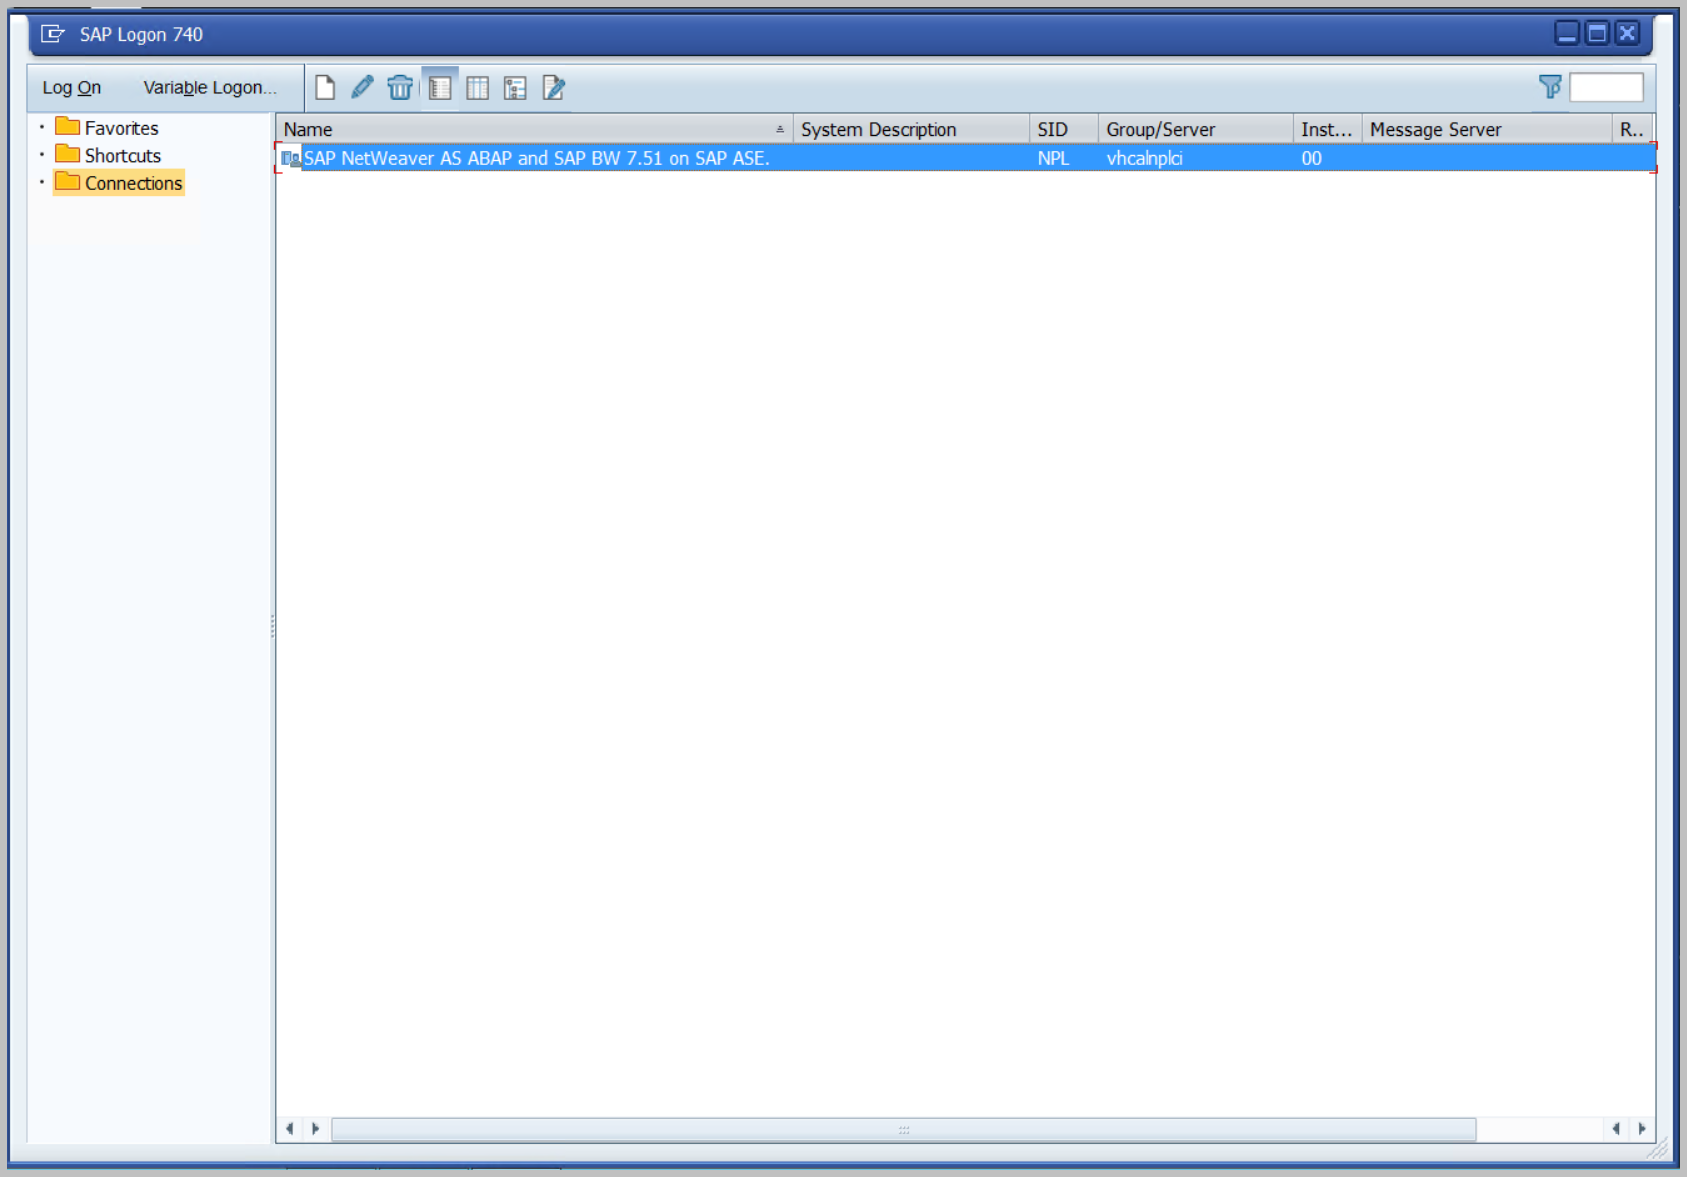 SAP Logon 740
Log On Variable Logon...
Favorites
Shortcuts
Connections
Name System Description SID Group/Server Inst... Message Server R..
SAP NetWeaver AS ABAP and SAP BW 7.51 on SAP ASE. NPL vhcalnplci 00